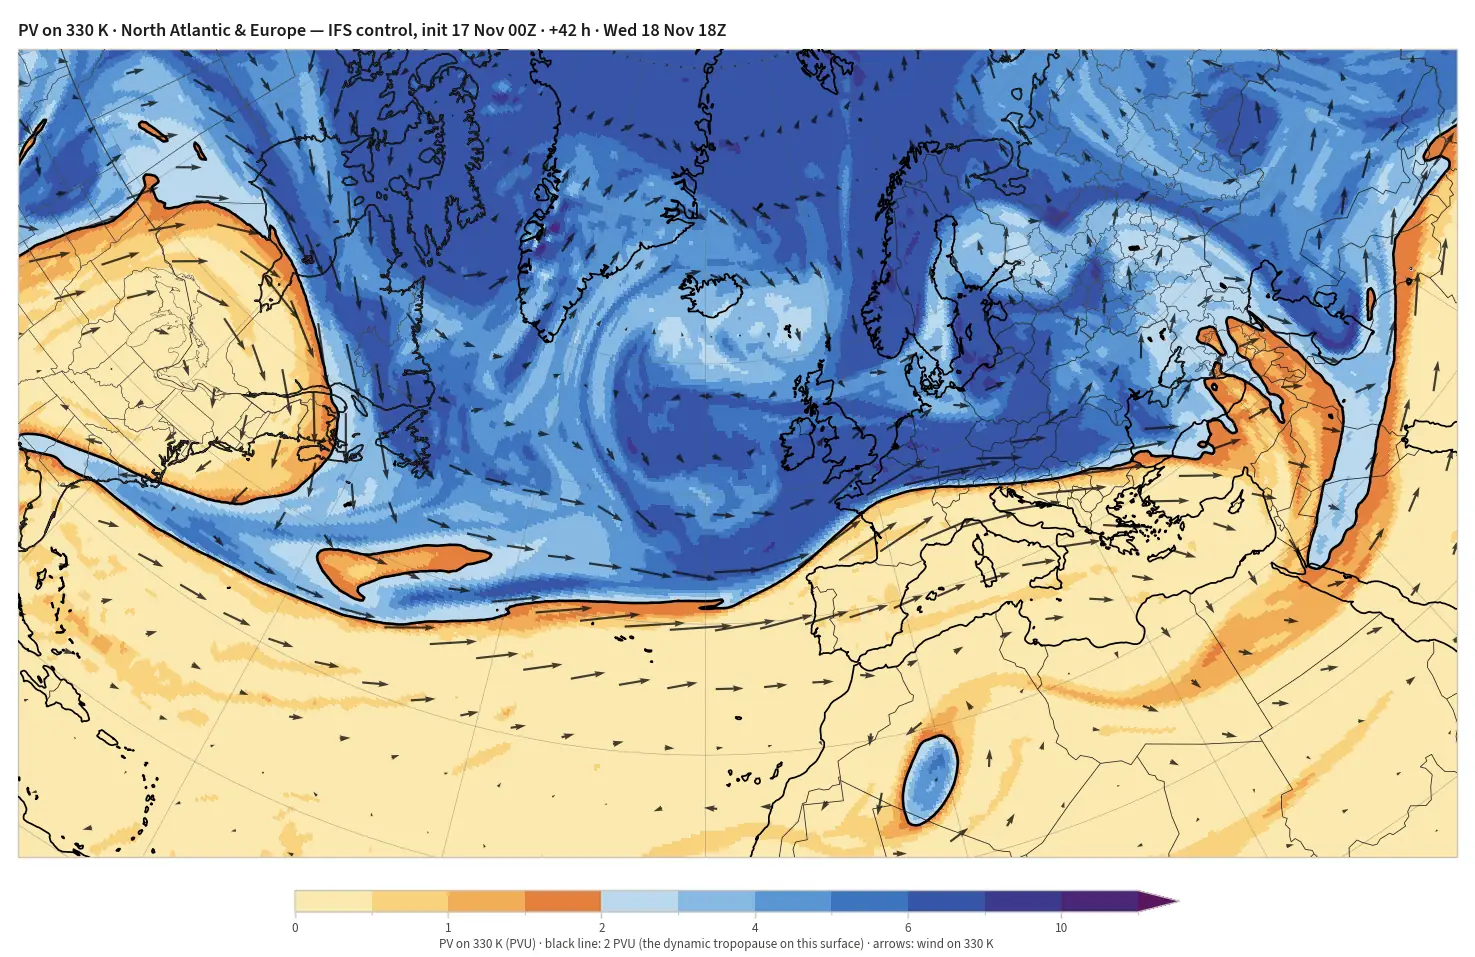 PV on 330 K · North Atlantic & Europe — IFS control, init 17 Nov 00Z · +42 h · Wed 18 Nov 18Z
0 1 2 4 6 10
PV on 330 K (PVU) · black line: 2 PVU (the dynamic tropopause on this surface) · arrows: wind on 330 K